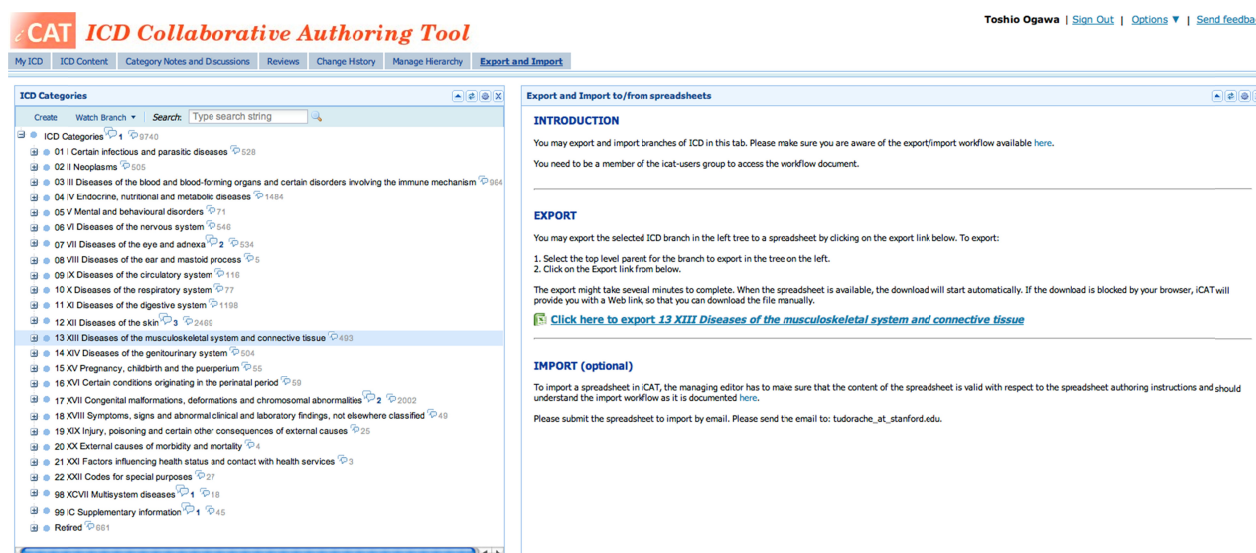 Toshio Ogawa | Sign Out | Options ▼ | Send feedba
iCAT ICD Collaborative Authoring Tool
My ICD ICD Content Category Notes and Dscussions Reviews Change Hstory Manage Hierarchy Export and Import
ICD Categories
Create Watch Branch ▼ Search: Type search string
ICD Categories 1 9740
01 I Certain infectious and parasitic diseases 528
02 II Neoplasms 505
03 III Diseases of the blood and blood-forming organs and certain disorders involving the immune mechanism 964
04 IV Endocrine, nutritional and metabolic diseases 1484
05 V Mental and behavioural disorders 71
06 VI Diseases of the nervous system 546
07 VII Diseases of the eye and adnexa 2 534
08 VIII Diseases of the ear and mastoid process 5
09 IX Diseases of the circulatory system 116
10 X Diseases of the respiratory system 77
11 XI Diseases of the digestive system 1198
12 XII Diseases of the skin 3 2465
13 XIII Diseases of the musculoskeletal system and connective tissue 493
14 XIV Diseases of the genitourinary system 504
15 XV Pregnancy, childbirth and the puerperium 55
16 XVI Certain conditions originating in the perinatal period 59
17 XVII Congenital malformations, deformations and chromosomal abnormalities 2 2002
18 XVIII Symptoms, signs and abnormal clinical and laboratory findings, not elsewhere classified 49
19 XIX Injury, poisoning and certain other consequences of external causes 25
20 XX External causes of morbidity and mortality 4
21 XXI Factors influencing health status and contact with health services 3
22 XXII Codes for special purposes 27
98 XCVII Multisystem diseases 1 18
99 IC Supplementary information 1 45
Retired 661
Export and Import to/from spreadsheets
INTRODUCTION
You may export and import branches of ICD in this tab. Please make sure you are aware of the export/import workflow available here.
You need to be a member of the icat-users group to access the workflow document.
EXPORT
You may export the selected ICD branch in the left tree to a spreadsheet by clicking on the export link below. To export:
1. Select the top level parent for the branch to export in the tree on the left.
2. Click on the Export link from below.
The export might take several minutes to complete. When the spreadsheet is available, the download will start automatically. If the download is blocked by your browser, iCAT will
provide you with a Web link, so that you can download the file manually.
Click here to export 13 XIII Diseases of the musculoskeletal system and connective tissue
IMPORT (optional)
To import a spreadsheet in iCAT, the managing editor has to make sure that the content of the spreadsheet is valid with respect to the speadsheet authoring instructions and should
understand the import workflow as it is documented here.
Please submit the spreadsheet to import by email. Please send the email to: tudorache_at_stanford.edu.